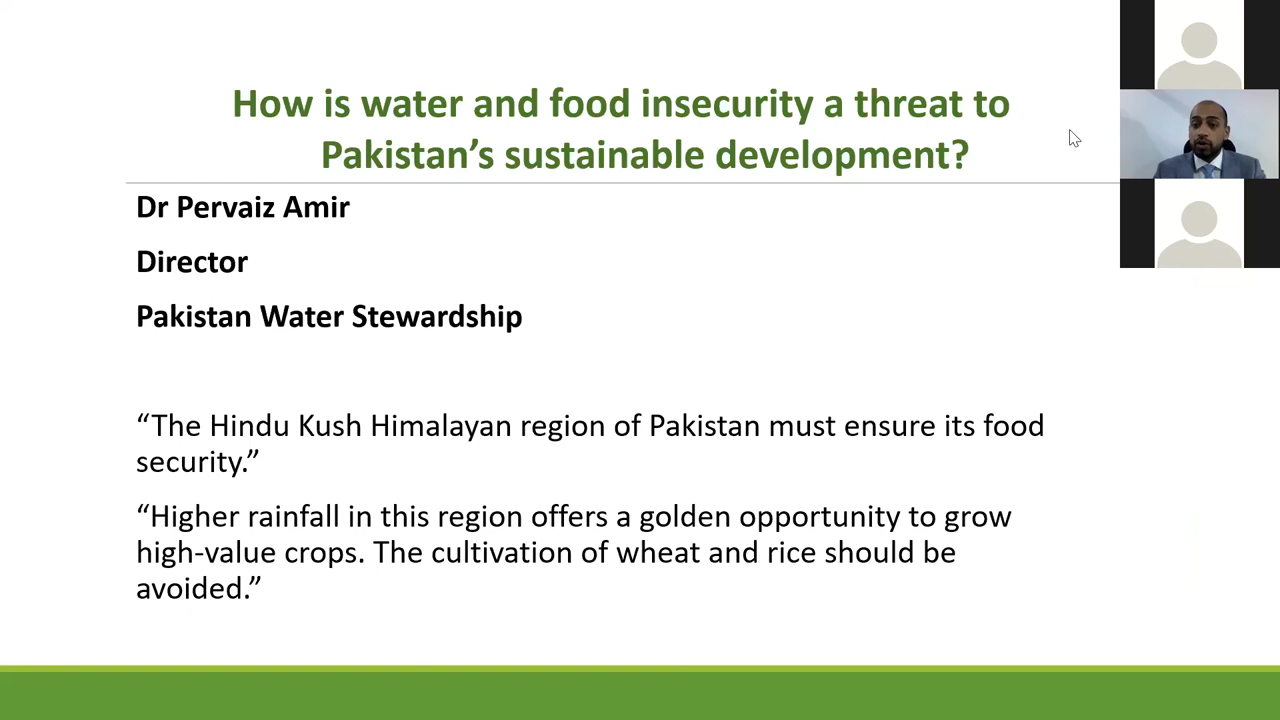 How is water and food insecurity a threat to
Pakistan’s sustainable development?
Dr Pervaiz Amir
Director
Pakistan Water Stewardship
“The Hindu Kush Himalayan region of Pakistan must ensure its food
security.”
“Higher rainfall in this region offers a golden opportunity to grow
high-value crops. The cultivation of wheat and rice should be
avoided.”